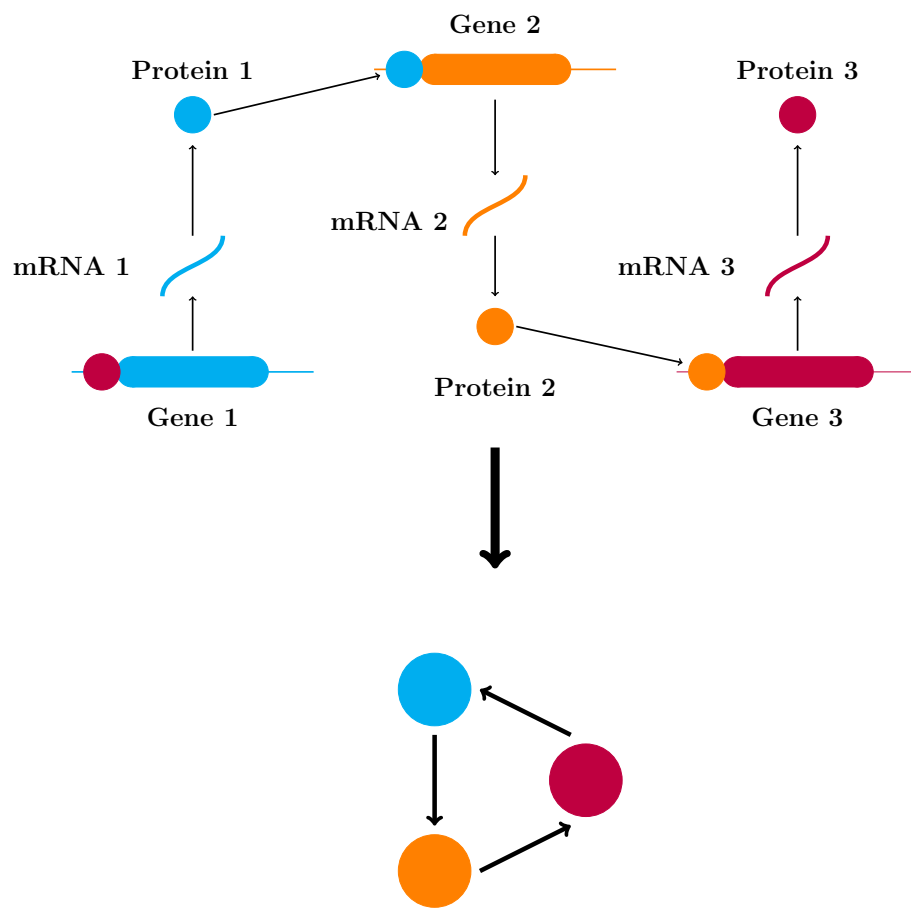 Gene 2
Protein 1
Protein 3
mRNA 2
mRNA 1
mRNA 3
Protein 2
Gene 1
Gene 3